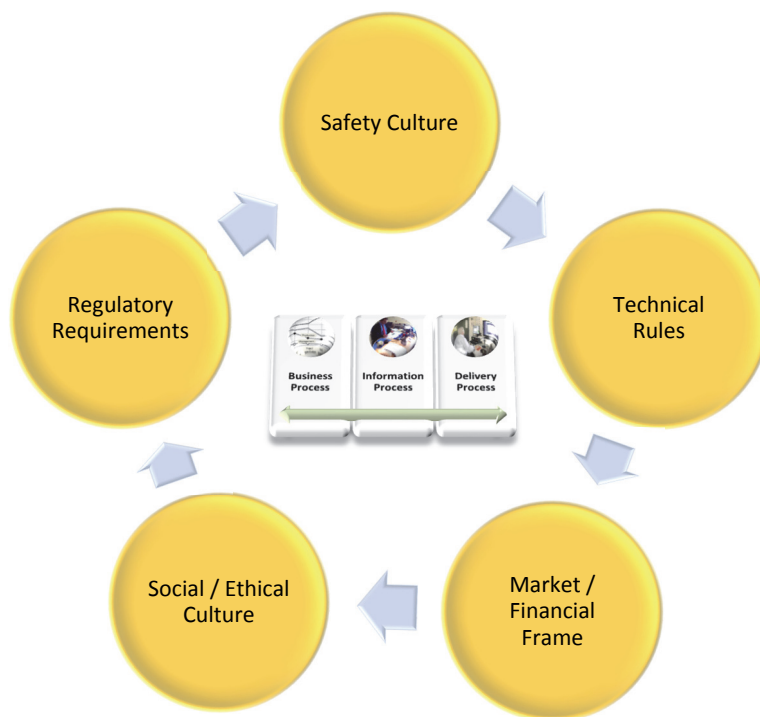 Safety Culture
Regulatory
Requirements
Technical
Rules
Business
Process
Information
Process
Delivery
Process
Social / Ethical
Culture
Market /
Financial
Frame